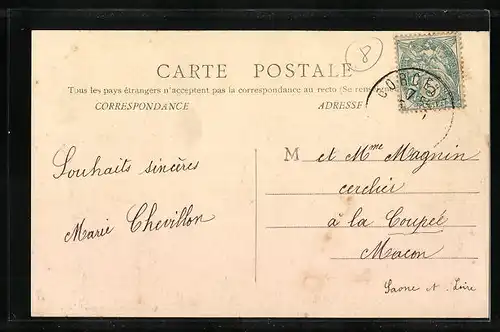 8
CARTE POSTALE
Tous les pays étrangers n'acceptent pas la correspondance au recto (Se
CORRESPONDANCE
ADRESSE
Souhaits sincères
Marie Chevillon
M et Mme Magnin
cerclier
à la Coupée
Macon
Saone et Loire